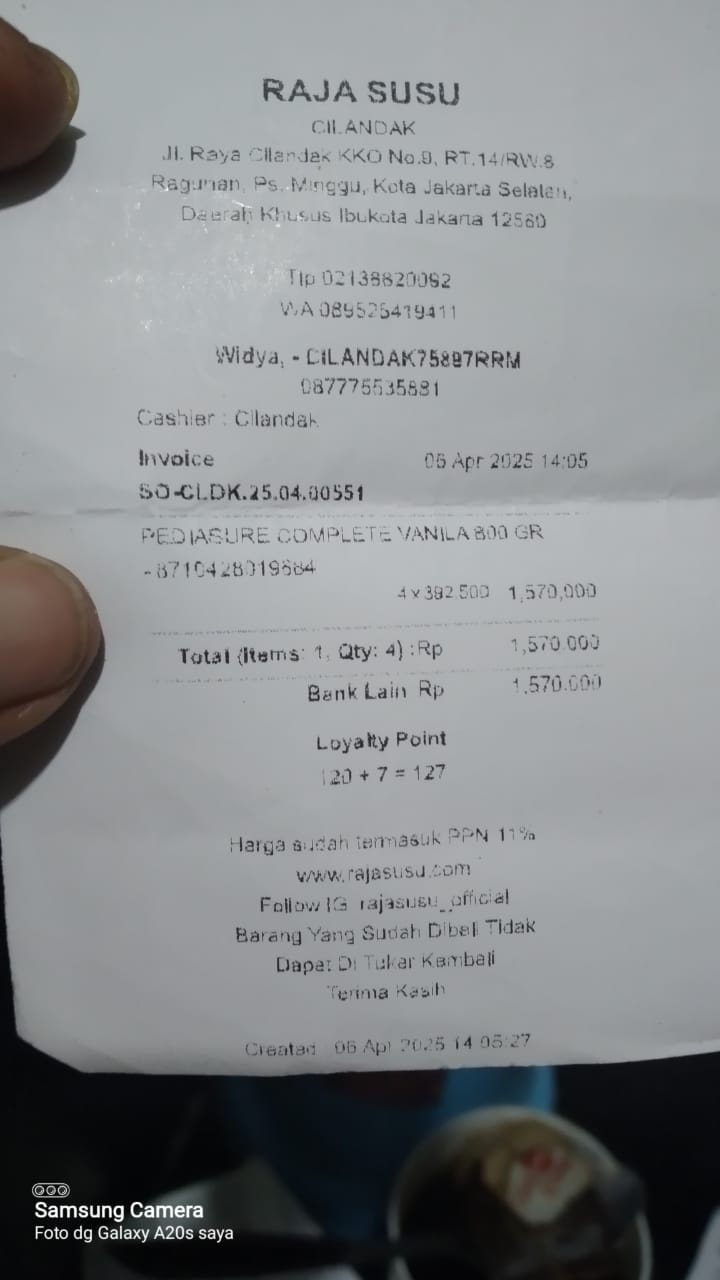 RAJA SUSU
CILANDAK
Jl. Raya Cilandak KKO No.9, RT.14/RW.8
Ragunan, Ps. Minggu, Kota Jakarta Selatan,
Daerah Khusus Ibukota Jakarta 12560
Tlp 02138820092
WA 089525419411
Widya, - CILANDAK75897RRM
087775535881
Cashier : Cilandak
Invoice 06 Apr 2025 14:05
SO-CLDK.25.04.00551
PEDIASURE COMPLETE VANILA 800 GR
- 8710428019684
4 x 392.500 1,570,000
Total (Items: 1, Qty: 4) :Rp 1,570.000
Bank Lain Rp 1.570.000
Loyalty Point
120 + 7 = 127
Harga sudah termasuk PPN 11%
www.rajasusu.com
Follow IG rajasusu_official
Barang Yang Sudah Dibeli Tidak
Dapat Di Tukar Kembali
Terima Kasih
Created 06 Apr 2025 14:05:27
Samsung Camera
Foto dg Galaxy A20s saya